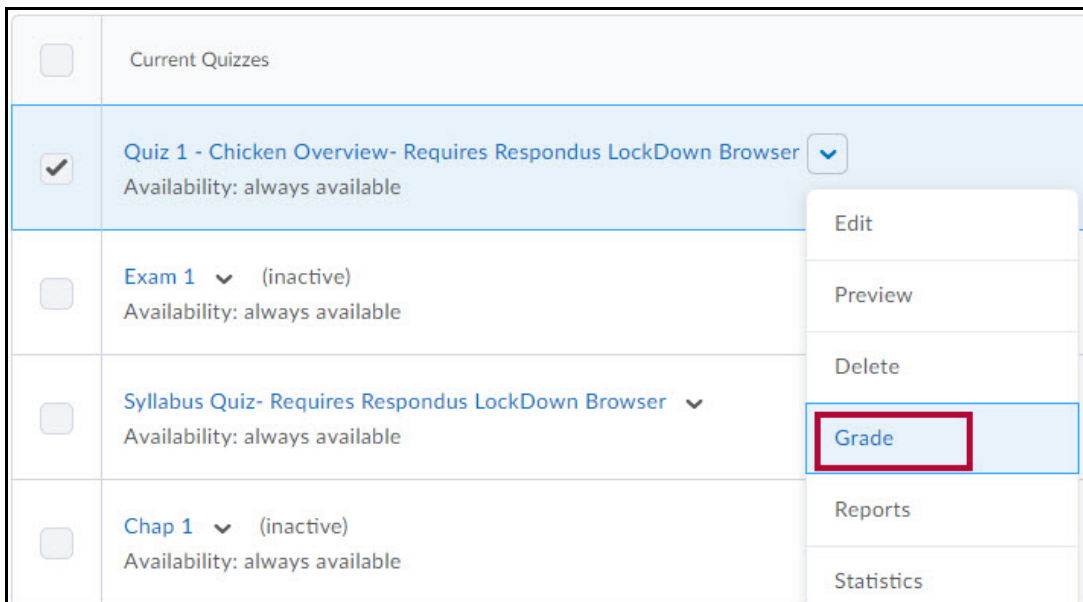 Current Quizzes
Quiz 1 - Chicken Overview- Requires Respondus LockDown Browser
Availability: always available
Edit
Exam 1 (inactive)
Availability: always available
Preview
Delete
Syllabus Quiz- Requires Respondus LockDown Browser
Availability: always available
Grade
Reports
Chap 1 (inactive)
Availability: always available
Statistics